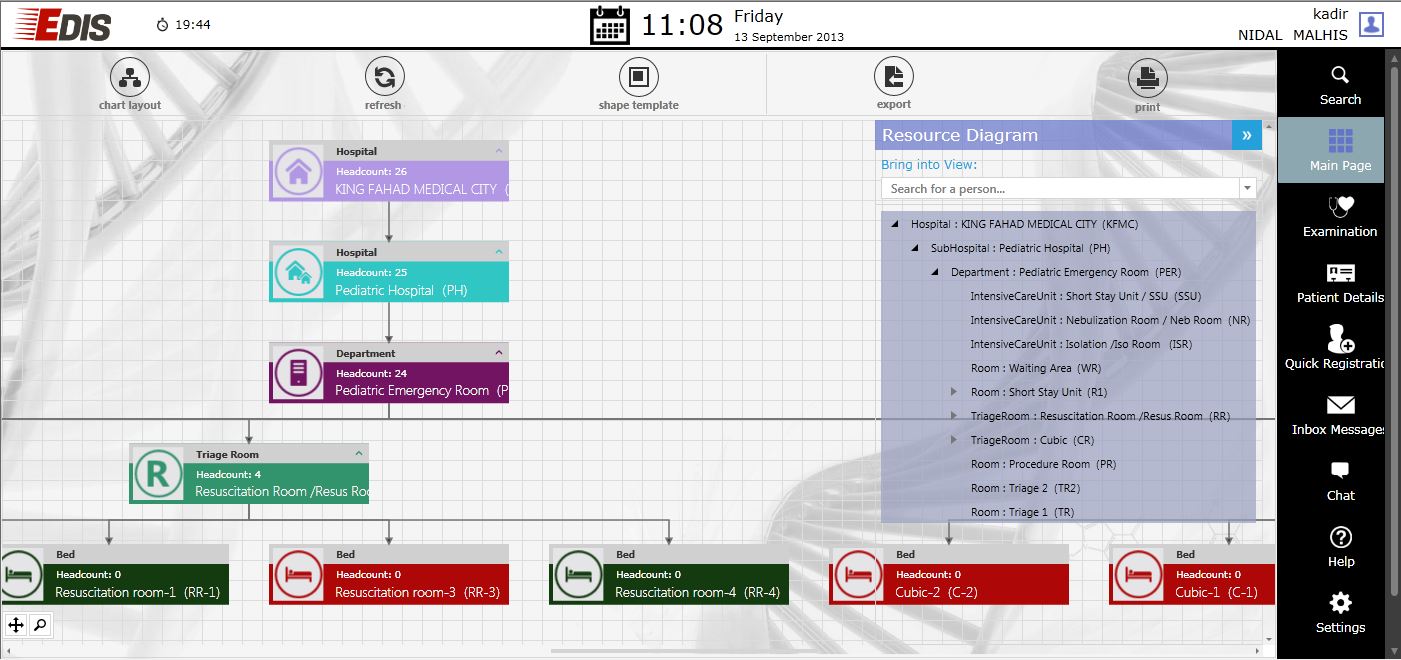 EDIS
19:44
11:08
Friday
13 September 2013
kadir
NIDAL MALHIS
chart layout
refresh
shape template
export
print
Hospital
Headcount: 26
KING FAHAD MEDICAL CITY (
Hospital
Headcount: 25
Pediatric Hospital (PH)
Department
Headcount: 24
Pediatric Emergency Room (P
Triage Room
Headcount: 4
R
Resuscitation Room /Resus Roo
Bed
Headcount: 0
Resuscitation room-1 (RR-1)
Bed
Headcount: 0
Resuscitation room-3 (RR-3)
Bed
Headcount: 0
Resuscitation room-4 (RR-4)
Bed
Headcount: 0
Cubic-2 (C-2)
Bed
Headcount: 0
Cubic-1 (C-1)
Resource Diagram
»
Bring into View:
Search for a person...
Hospital : KING FAHAD MEDICAL CITY (KFMC)
SubHospital : Pediatric Hospital (PH)
Department : Pediatric Emergency Room (PER)
IntensiveCareUnit : Short Stay Unit / SSU (SSU)
IntensiveCareUnit : Nebulization Room / Neb Room (NR)
IntensiveCareUnit : Isolation /Iso Room (ISR)
Room : Waiting Area (WR)
Room : Short Stay Unit (R1)
TriageRoom : Resuscitation Room /Resus Room (RR)
TriageRoom : Cubic (CR)
Room : Procedure Room (PR)
Room : Triage 2 (TR2)
Room : Triage 1 (TR)
Search
Main Page
Examination
Patient Details
Quick Registratio
Inbox Messages
Chat
Help
Settings